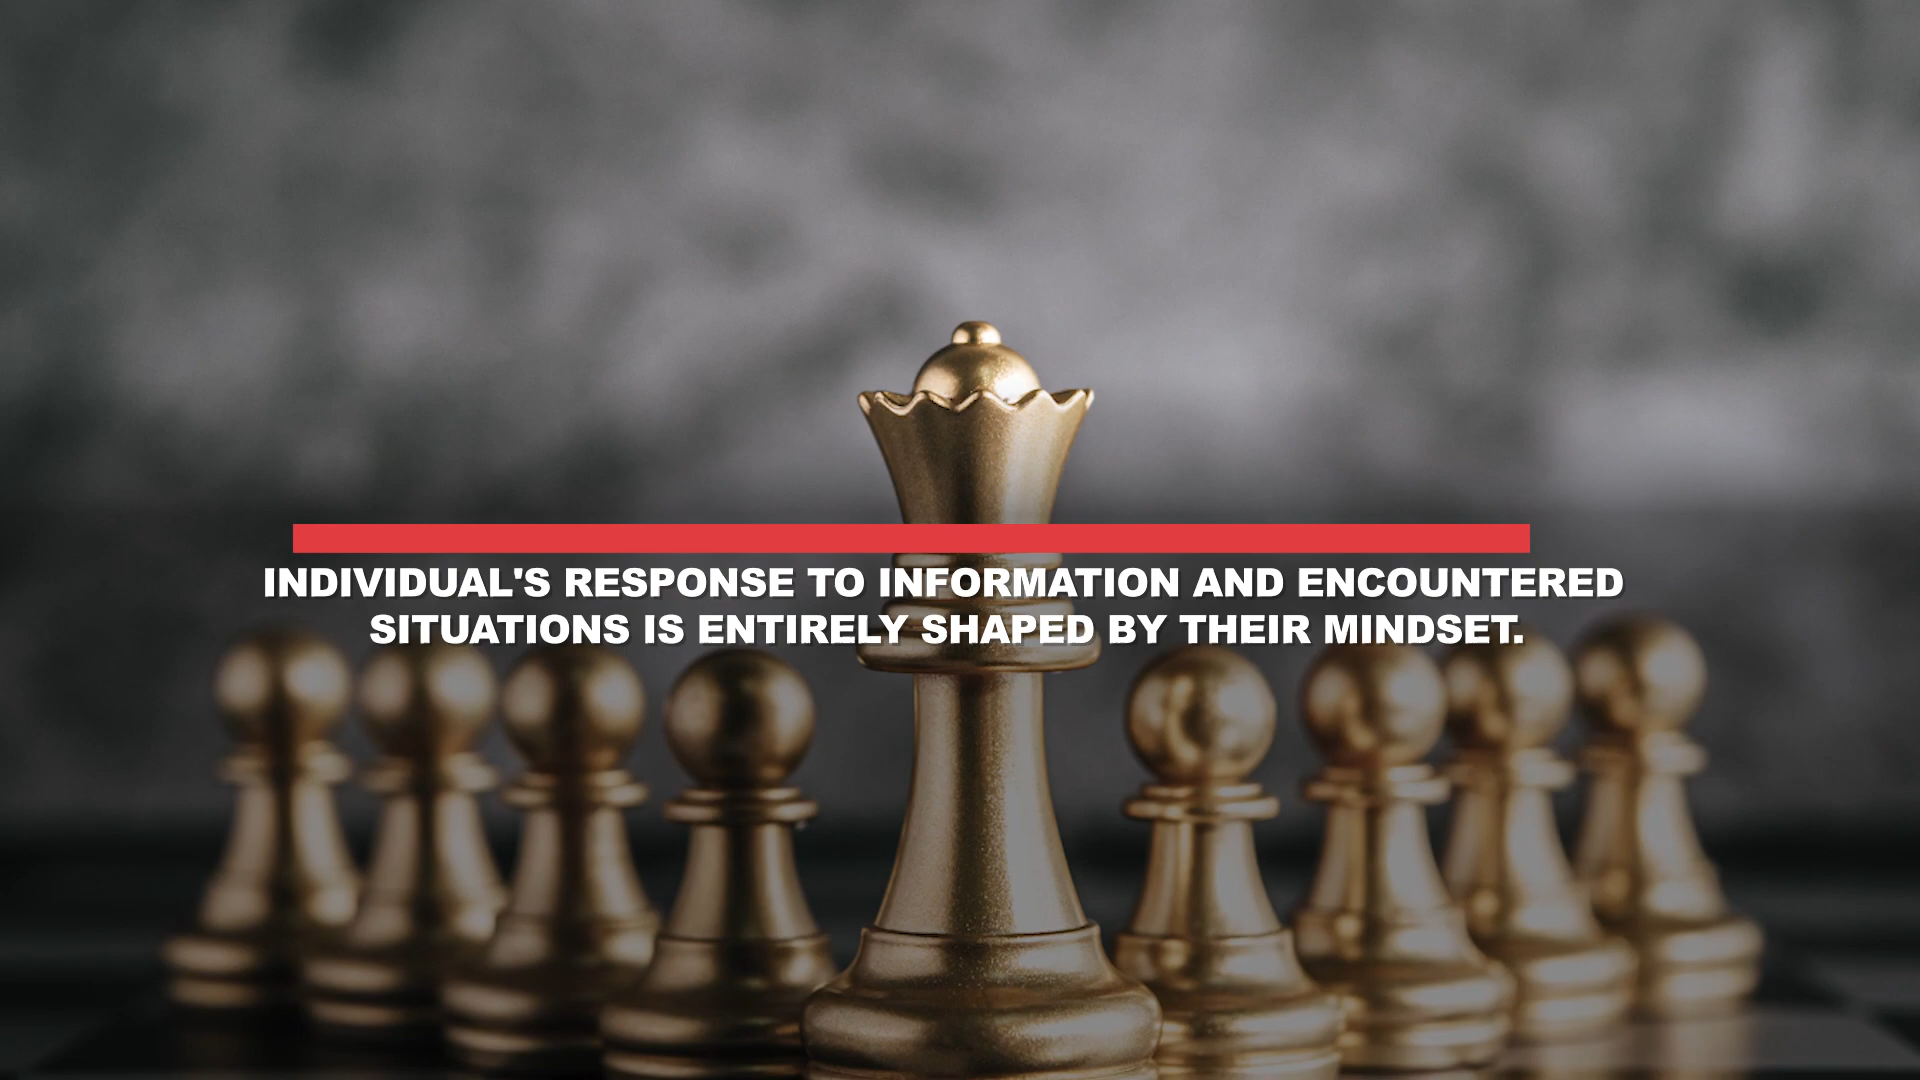 INDIVIDUAL'S RESPONSE TO INFORMATION AND ENCOUNTERED
SITUATIONS IS ENTIRELY SHAPED BY THEIR MINDSET.